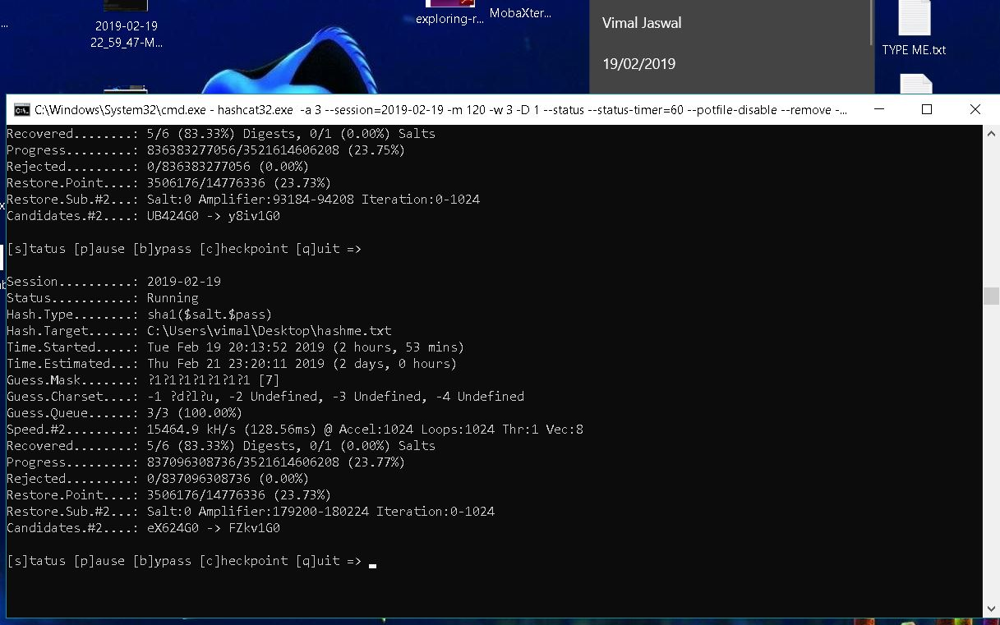 2019-02-19
22_59_47-M...
exploring-r...
MobaXter...
Vimal Jaswal
19/02/2019
TYPE ME.txt
C:\Windows\System32\cmd.exe - hashcat32.exe  -a 3 --session=2019-02-19 -m 120 -w 3 -D 1 --status --status-timer=60 --potfile-disable --remove -...
Recovered........: 5/6 (83.33%) Digests, 0/1 (0.00%) Salts
Progress.........: 836383277056/3521614606208 (23.75%)
Rejected.........: 0/836383277056 (0.00%)
Restore.Point....: 3506176/14776336 (23.73%)
Restore.Sub.#2...: Salt:0 Amplifier:93184-94208 Iteration:0-1024
Candidates.#2....: UB424G0 -> y8iv1G0
[s]tatus [p]ause [b]ypass [c]heckpoint [q]uit =>
Session..........: 2019-02-19
Status...........: Running
Hash.Type........: sha1($salt.$pass)
Hash.Target......: C:\Users\vimal\Desktop\hashme.txt
Time.Started.....: Tue Feb 19 20:13:52 2019 (2 hours, 53 mins)
Time.Estimated...: Thu Feb 21 23:20:11 2019 (2 days, 0 hours)
Guess.Mask.......: ?1?1?1?1?1?1?1 [7]
Guess.Charset....: -1 ?d?l?u, -2 Undefined, -3 Undefined, -4 Undefined
Guess.Queue......: 3/3 (100.00%)
Speed.#2.........: 15464.9 kH/s (128.56ms) @ Accel:1024 Loops:1024 Thr:1 Vec:8
Recovered........: 5/6 (83.33%) Digests, 0/1 (0.00%) Salts
Progress.........: 837096308736/3521614606208 (23.77%)
Rejected.........: 0/837096308736 (0.00%)
Restore.Point....: 3506176/14776336 (23.73%)
Restore.Sub.#2...: Salt:0 Amplifier:179200-180224 Iteration:0-1024
Candidates.#2....: eX624G0 -> FZkv1G0
[s]tatus [p]ause [b]ypass [c]heckpoint [q]uit =>